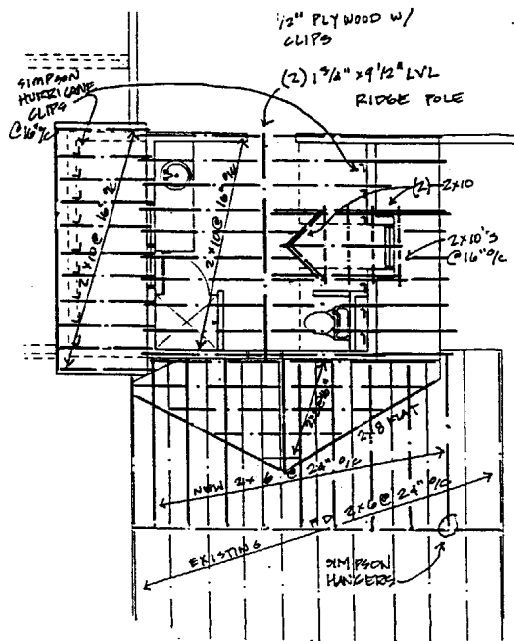 1/2" PLYWOOD W/
CLIPS
(2) 1 3/4" x 9 1/2" LVL
RIDGE POLE
SIMPSON
HURRICANE
CLIPS
@ 16" o/c
2x10 @ 16" o/c
2x10 @ 16" o/c
(2) - 2x10
2x10's
@ 16" o/c
2x8 FLAT
NEW 2x6 @ 24" o/c
EXISTING 2x6 @ 24" o/c
SIMPSON
HANGERS